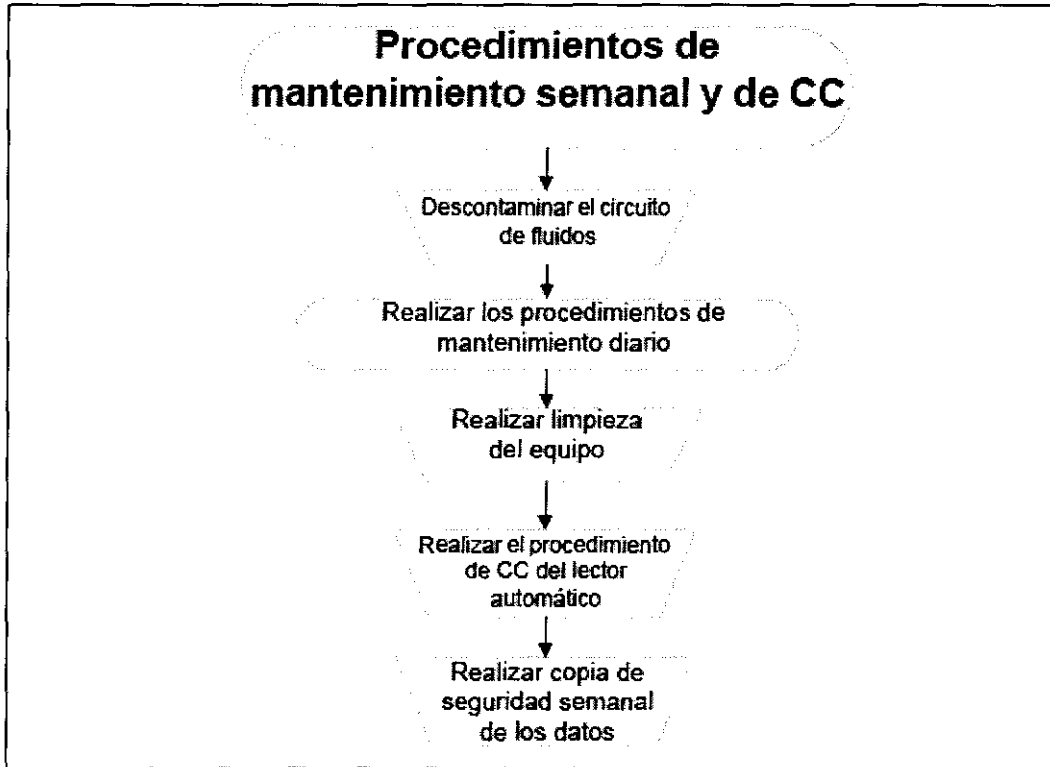 Procedimientos de
mantenimiento semanal y de CC
Descontaminar el circuito
de fluidos
Realizar los procedimientos de
mantenimiento diario
Realizar limpieza
del equipo
Realizar el procedimiento
de CC del lector
automático
Realizar copia de
seguridad semanal
de los datos